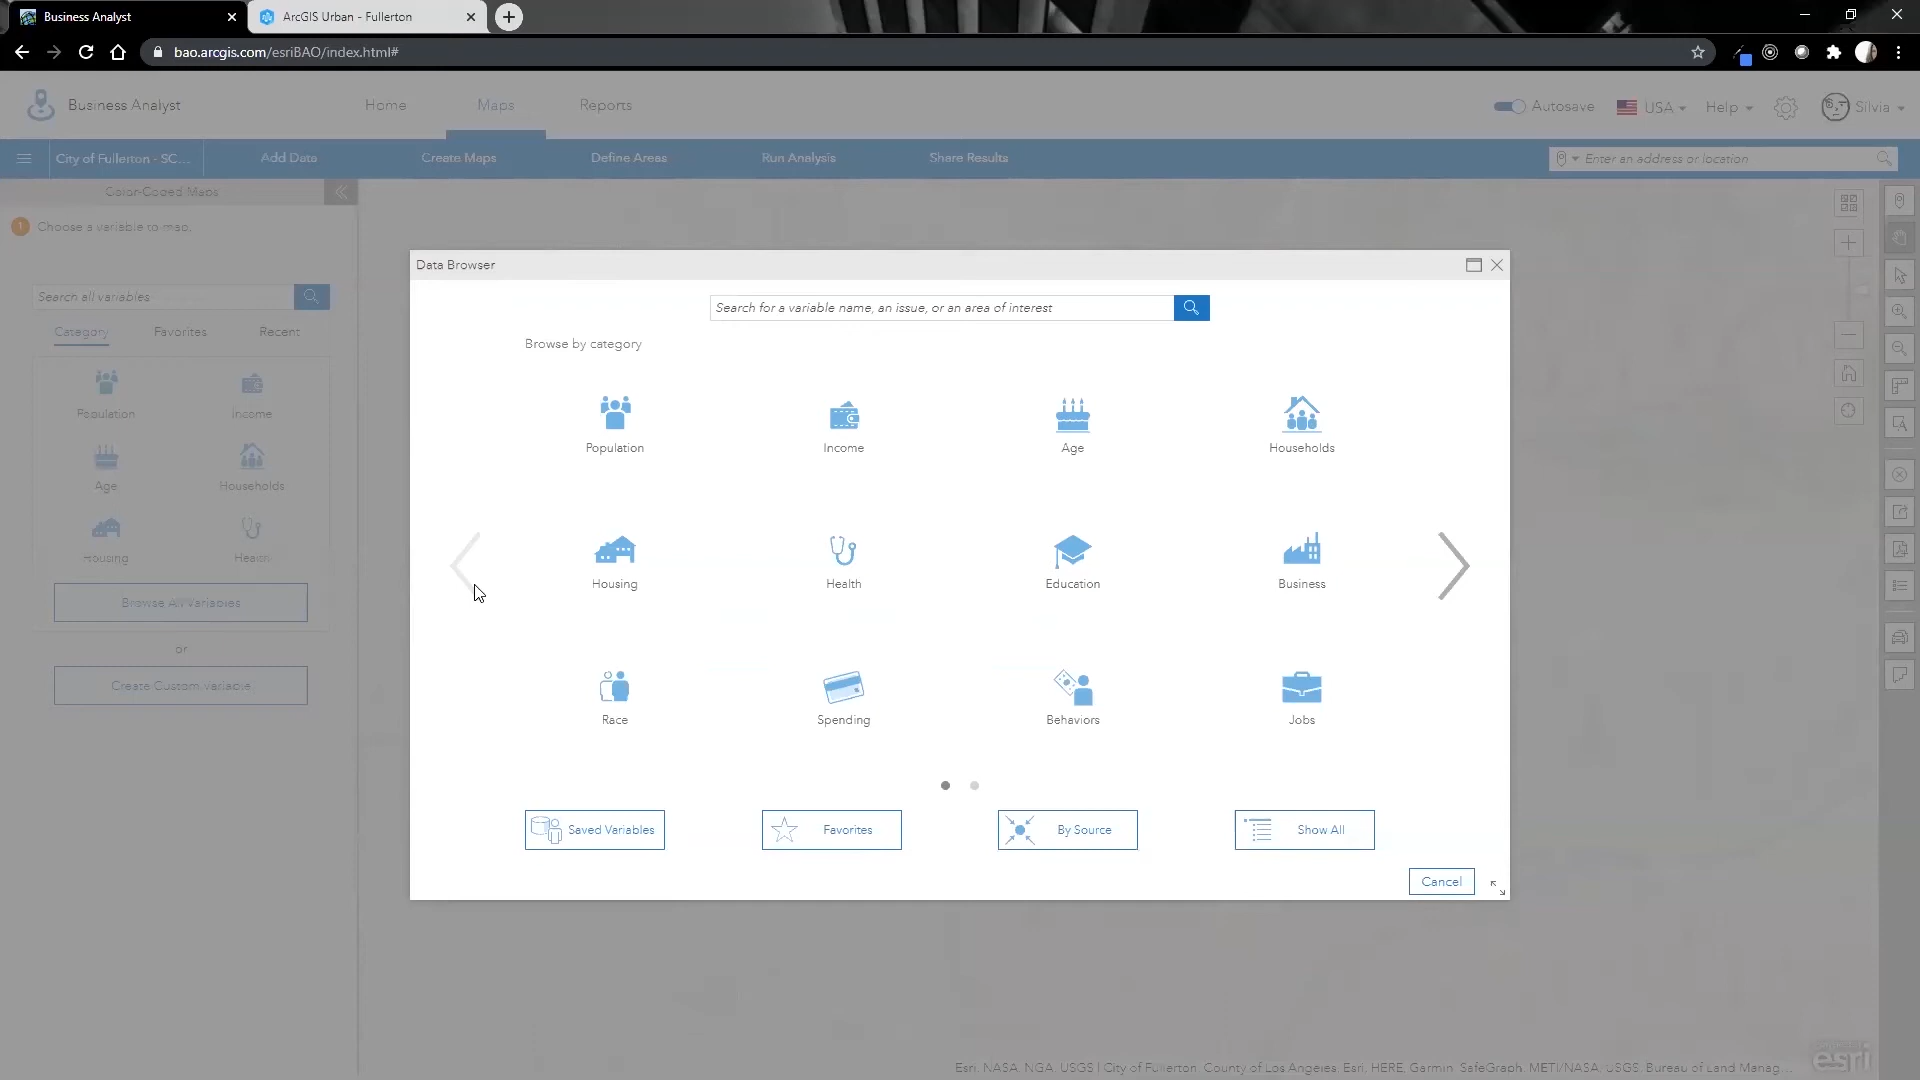 Business Analyst
ArcGIS Urban - Fullerton
bao.arcgis.com/esriBAO/index.html#
Business Analyst
Home
Maps
Reports
Autosave
USA
Help
Silvia
City of Fullerton - SC...
Add Data
Create Maps
Define Areas
Run Analysis
Share Results
Enter an address or location
Color-Coded Maps
1 Choose a variable to map.
Search all variables
Category
Favorites
Recent
Population
Income
Age
Households
Housing
Health
Browse All Variables
or
Create Custom Variable
Data Browser
Search for a variable name, an issue, or an area of interest
Browse by category
Population
Income
Age
Households
Housing
Health
Education
Business
Race
Spending
Behaviors
Jobs
Saved Variables
Favorites
By Source
Show All
Cancel
Esri, NASA, NGA, USGS | City of Fullerton, County of Los Angeles, Esri, HERE, Garmin, SafeGraph, METI/NASA, USGS, Bureau of Land Manag...
esri